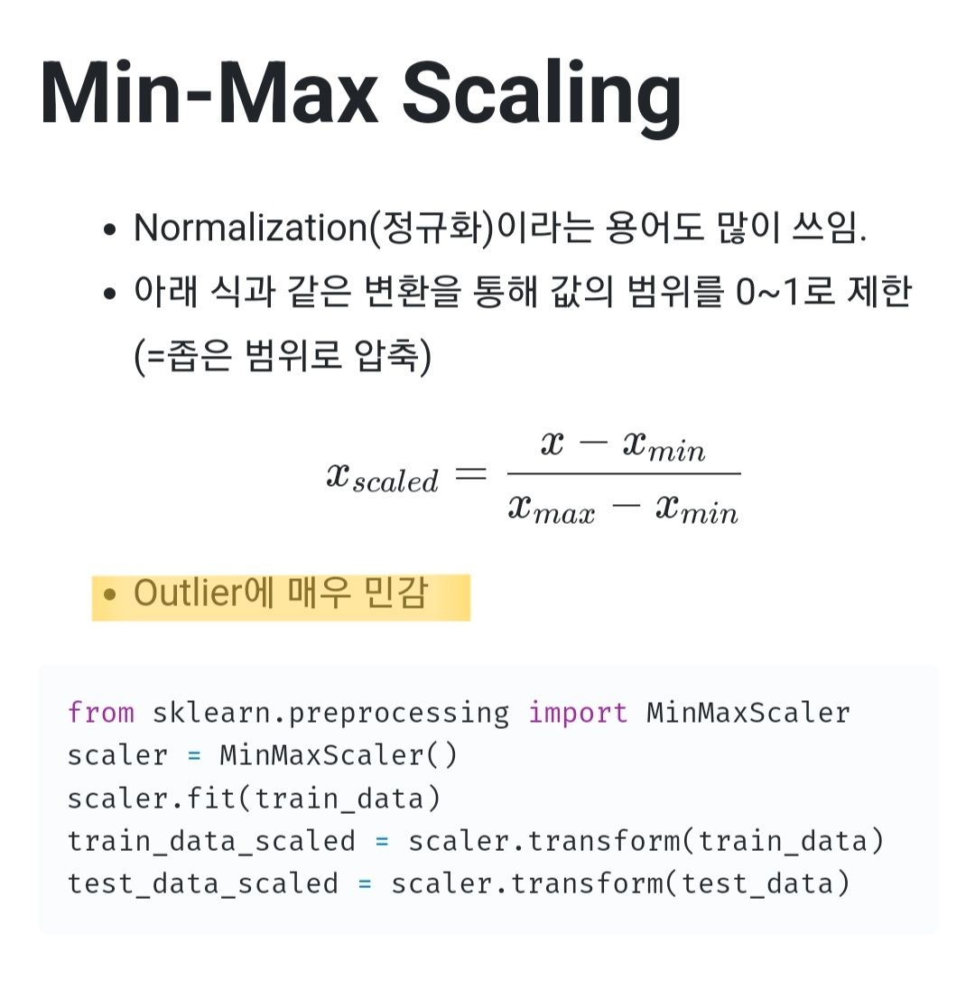 Min-Max Scaling
• Normalization(정규화)이라는 용어도 많이 쓰임.
• 아래 식과 같은 변환을 통해 값의 범위를 0~1로 제한
(=좁은 범위로 압축)
x_{scaled} = \frac{x - x_{min}}{x_{max} - x_{min}}
• Outlier에 매우 민감
from sklearn.preprocessing import MinMaxScaler
scaler = MinMaxScaler()
scaler.fit(train_data)
train_data_scaled = scaler.transform(train_data)
test_data_scaled = scaler.transform(test_data)